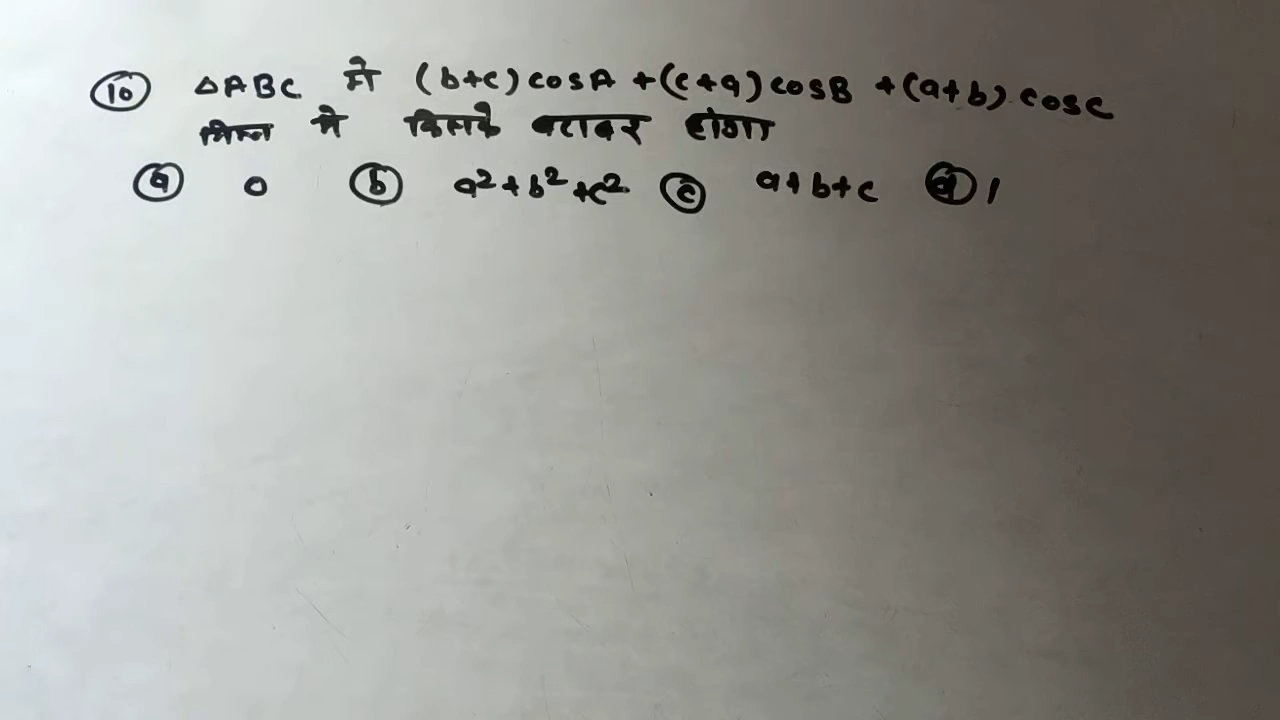 (10) △ABC मे (b+c) cosA + (c+a) cosB + (a+b) cosC
निम्न मे किसके बराबर होगा
(a) 0 (b) a²+b²+c² (c) a+b+c (d) 1